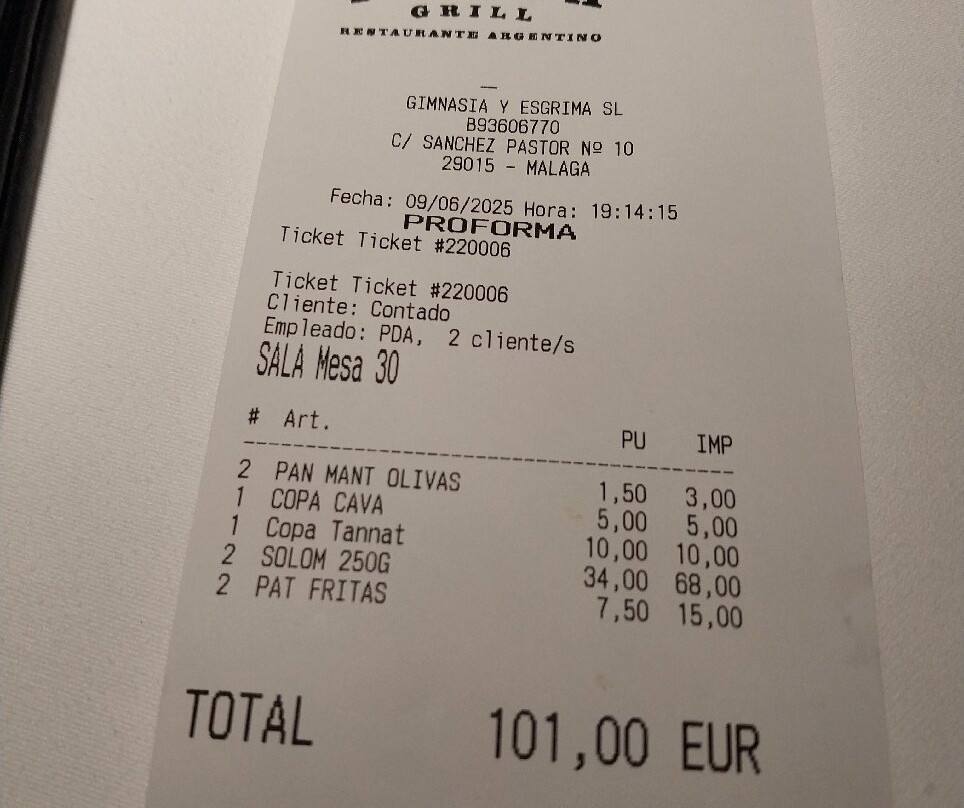 GRILL
RESTAURANTE ARGENTINO
GIMNASIA Y ESGRIMA SL
B93606770
C/ SANCHEZ PASTOR Nº 10
29015 - MALAGA
Fecha: 09/06/2025 Hora: 19:14:15
PROFORMA
Ticket Ticket #220006
Ticket Ticket #220006
Cliente: Contado
Empleado: PDA, 2 cliente/s
SALA Mesa 30
# Art. PU IMP
2 PAN MANT OLIVAS 1,50 3,00
1 COPA CAVA 5,00 5,00
1 Copa Tannat 10,00 10,00
2 SOLOM 250G 34,00 68,00
2 PAT FRITAS 7,50 15,00
TOTAL 101,00 EUR